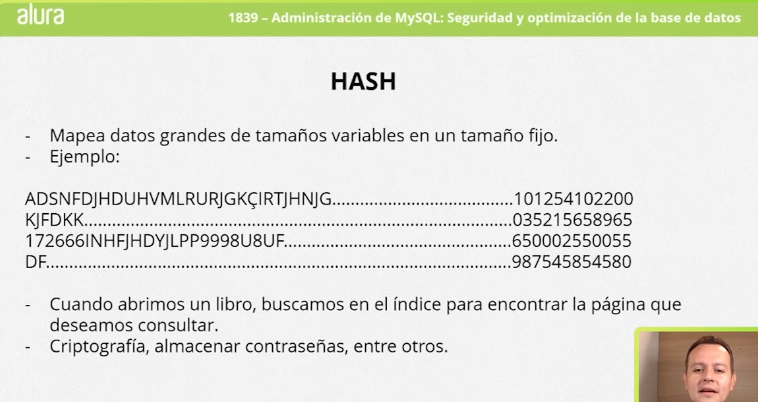 alura
1839 – Administración de MySQL: Seguridad y optimización de la base de datos
HASH
- Mapea datos grandes de tamaños variables en un tamaño fijo.
- Ejemplo:
ADSNFDJHDUHVMLRURJGKÇIRTJHNJG.......................................101254102200
KJFDKK............................................................................................035215658965
172666INHFJHDYJLPP9998U8UF.................................................650002550055
DF....................................................................................................987545854580
- Cuando abrimos un libro, buscamos en el índice para encontrar la página que
deseamos consultar.
- Criptografía, almacenar contraseñas, entre otros.